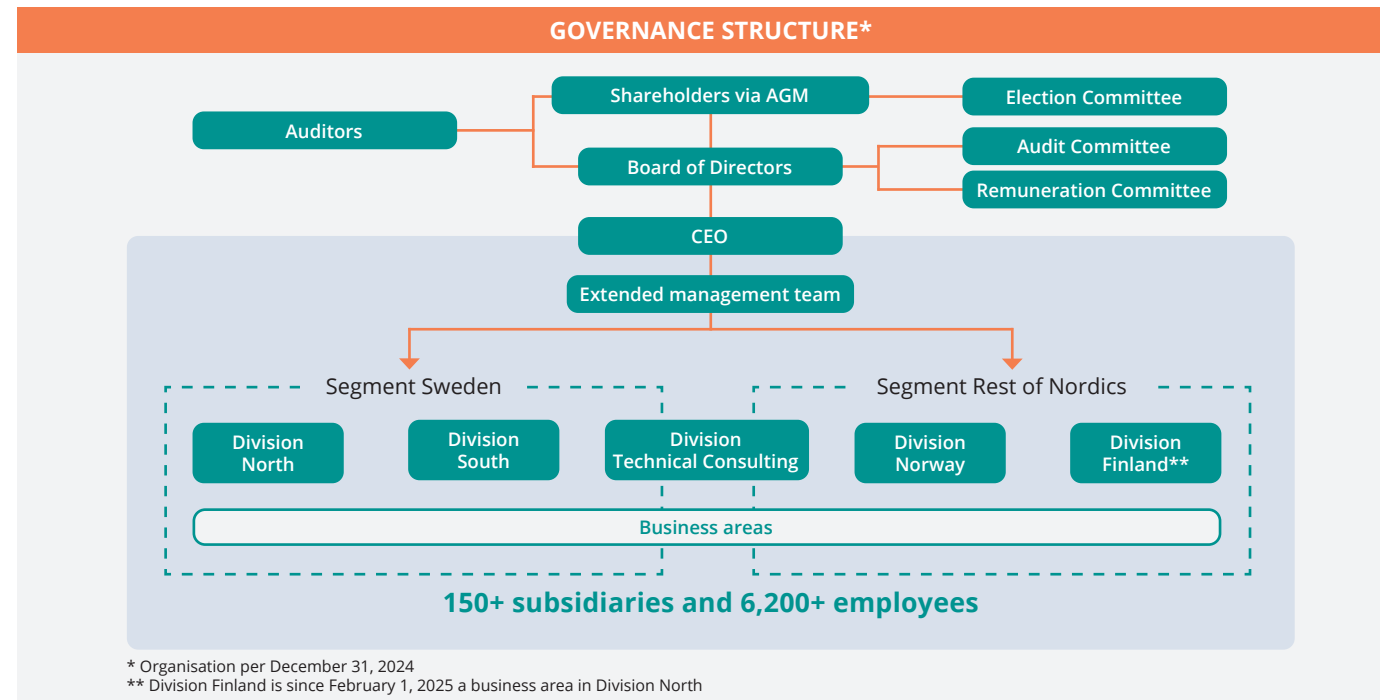 GOVERNANCE STRUCTURE*
Shareholders via AGM
Election Committee
Auditors
Audit Committee
Board of Directors
Remuneration Committee
CEO
Extended management team
Segment Sweden
Segment Rest of Nordics
Division
North
Division
South
Division
Technical Consulting
Division
Norway
Division
Finland**
Business areas
150+ subsidiaries and 6,200+ employees
* Organisation per December 31, 2024
** Division Finland is since February 1, 2025 a business area in Division North